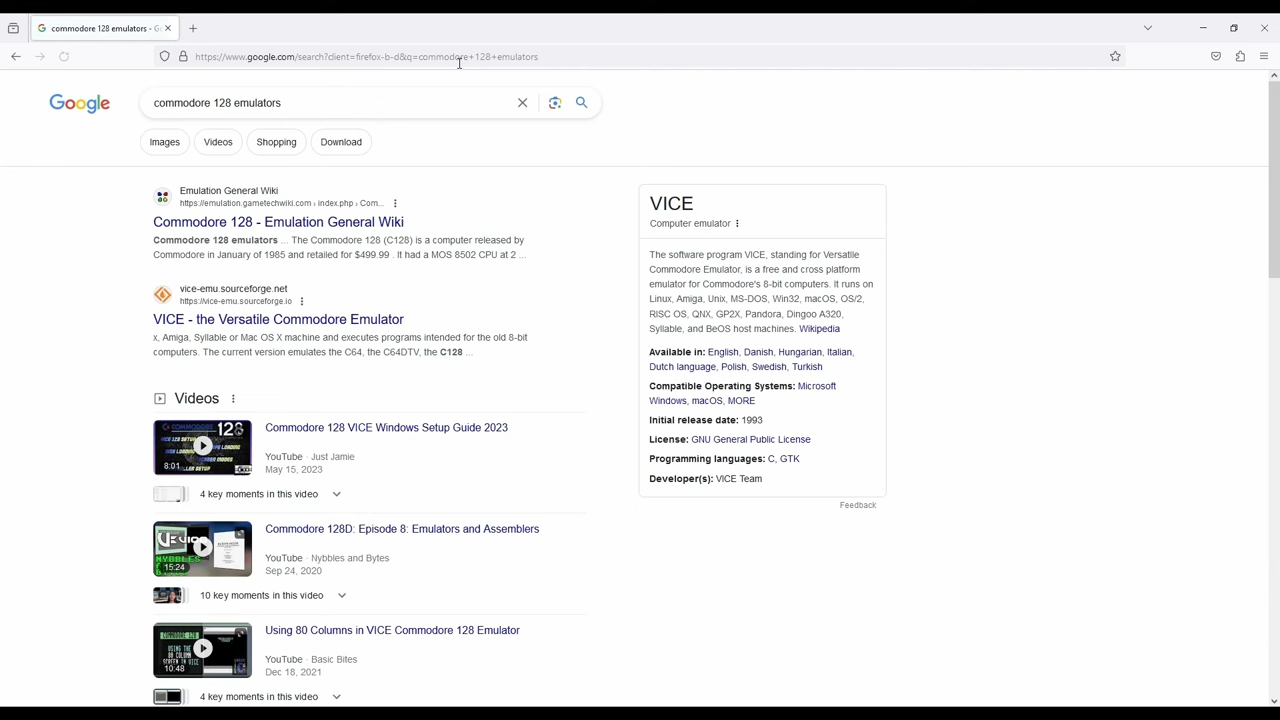 commodore 128 emulators - G
https://www.google.com/search?client=firefox-b-d&q=commodore+128+emulators
Google
commodore 128 emulators
Images
Videos
Shopping
Download
Emulation General Wiki
https://emulation.gametechwiki.com › index.php › Com...
Commodore 128 - Emulation General Wiki
Commodore 128 emulators ... The Commodore 128 (C128) is a computer released by
Commodore in January of 1985 and retailed for $499.99 . It had a MOS 8502 CPU at 2 ...
vice-emu.sourceforge.net
https://vice-emu.sourceforge.io
VICE - the Versatile Commodore Emulator
x, Amiga, Syllable or Mac OS X machine and executes programs intended for the old 8-bit
computers. The current version emulates the C64, the C64DTV, the C128 ...
Videos
8:01
Commodore 128 VICE Windows Setup Guide 2023
YouTube · Just Jamie
May 15, 2023
4 key moments in this video
15:24
Commodore 128D: Episode 8: Emulators and Assemblers
YouTube · Nybbles and Bytes
Sep 24, 2020
10 key moments in this video
10:48
Using 80 Columns in VICE Commodore 128 Emulator
YouTube · Basic Bites
Dec 18, 2021
4 key moments in this video
VICE
Computer emulator
The software program VICE, standing for Versatile
Commodore Emulator, is a free and cross platform
emulator for Commodore's 8-bit computers. It runs on
Linux, Amiga, Unix, MS-DOS, Win32, macOS, OS/2,
RISC OS, QNX, GP2X, Pandora, Dingoo A320,
Syllable, and BeOS host machines. Wikipedia
Available in: English, Danish, Hungarian, Italian,
Dutch language, Polish, Swedish, Turkish
Compatible Operating Systems: Microsoft
Windows, macOS, MORE
Initial release date: 1993
License: GNU General Public License
Programming languages: C, GTK
Developer(s): VICE Team
Feedback